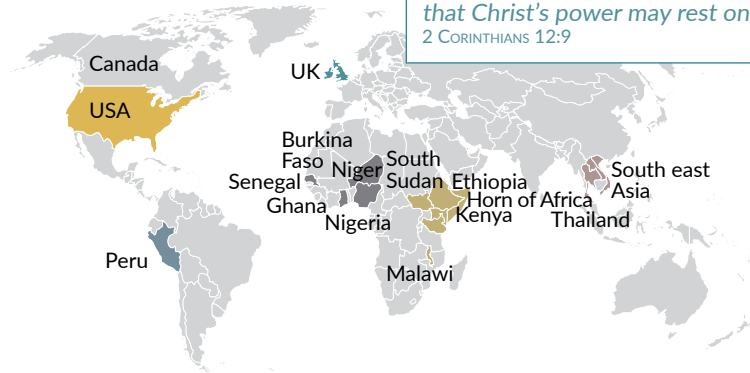 that Christ’s power may rest on
2 Corinthians 12:9
Canada
UK
USA
Burkina
Faso
Niger
South
Sudan
Senegal
Ethiopia
South east
Asia
Ghana
Horn of Africa
Nigeria
Kenya
Thailand
Peru
Malawi